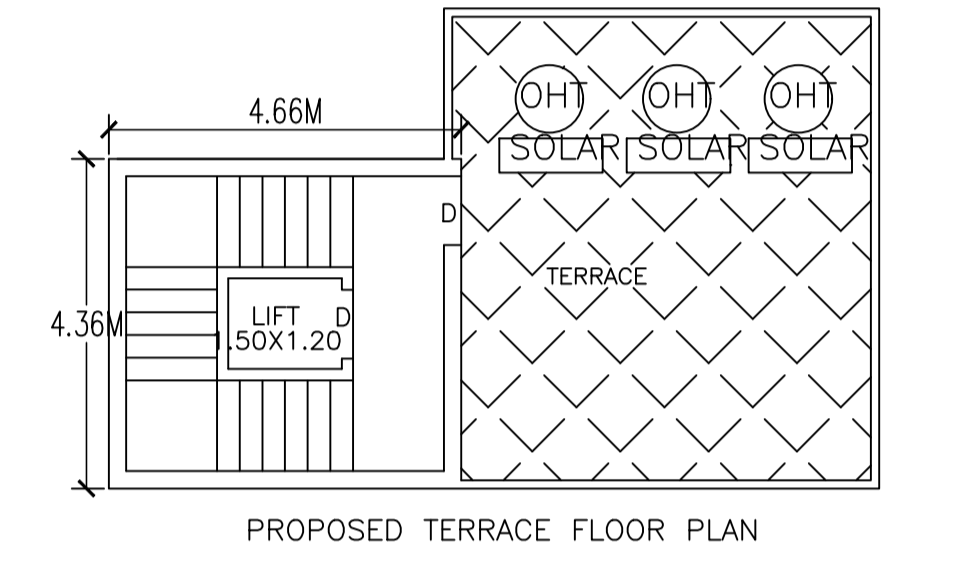 OHT OHT OHT
4.66M
SOLAR SOLAR SOLAR
D
TERRACE
LIFT D
4.36M
1.50X1.20
PROPOSED TERRACE FLOOR PLAN